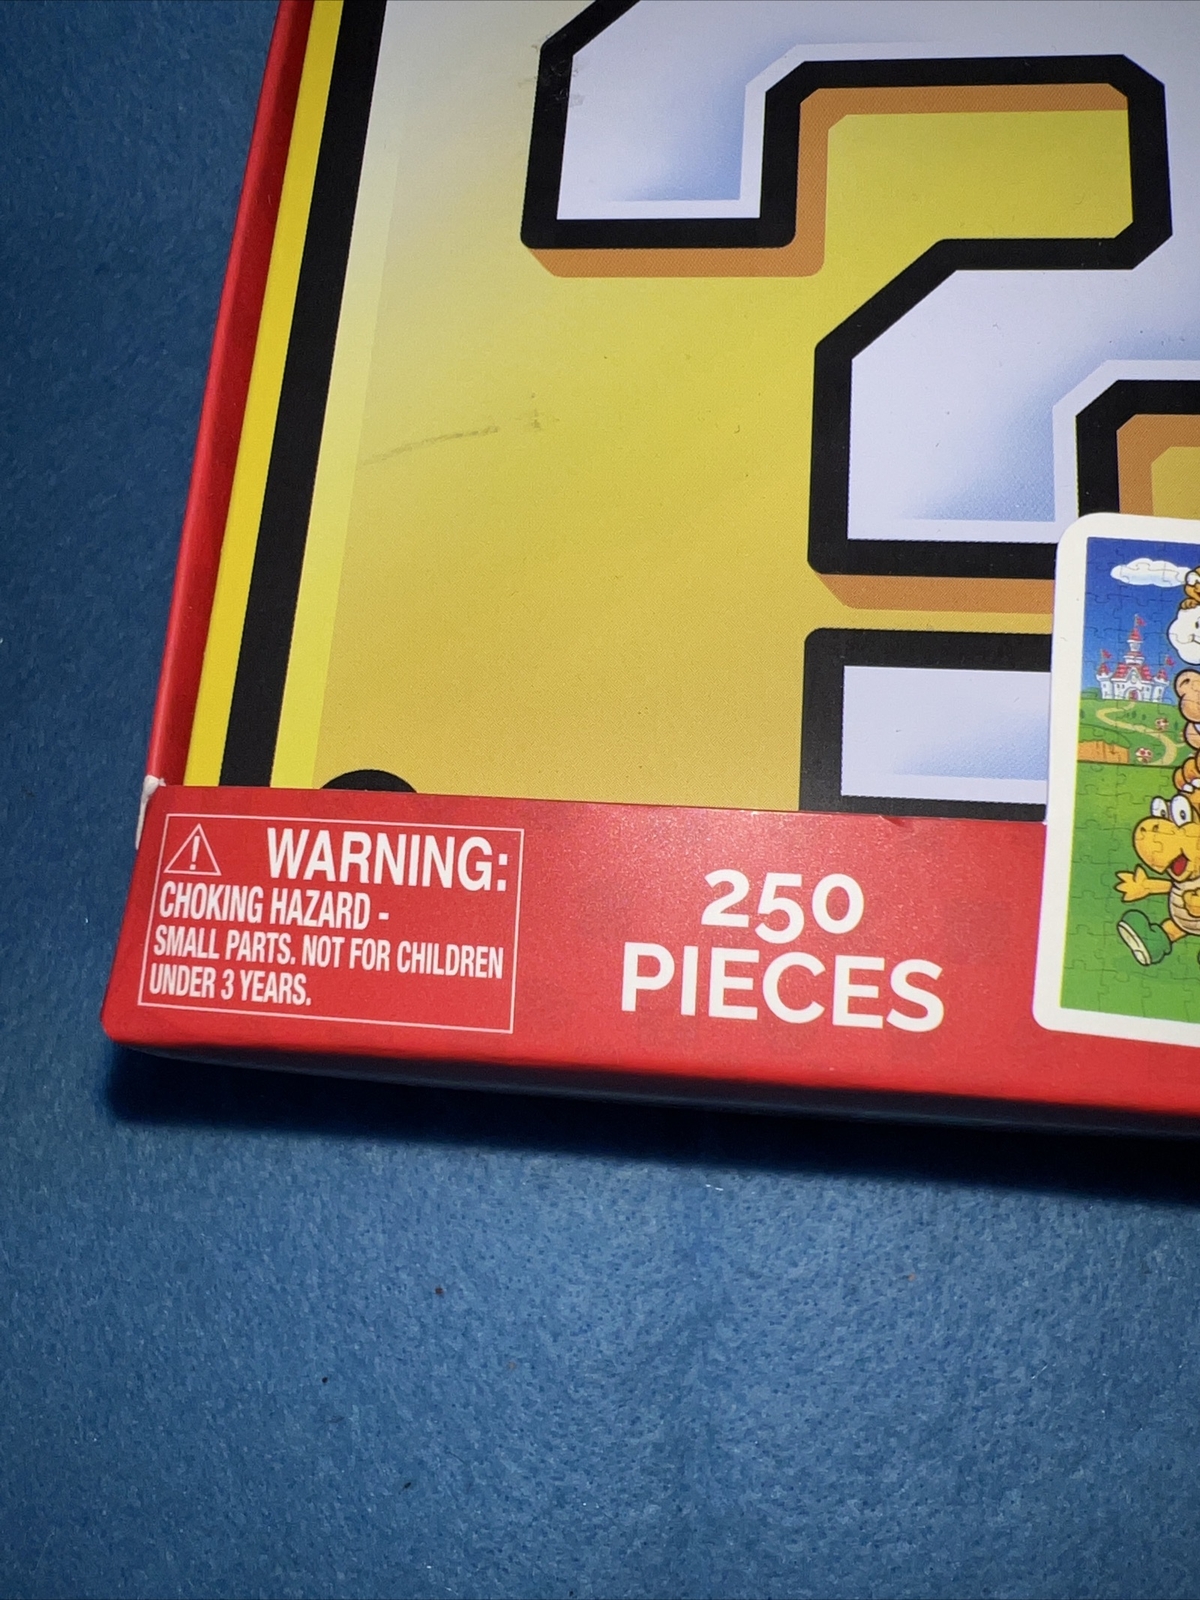 ?
WARNING:
CHOKING HAZARD -
SMALL PARTS. NOT FOR CHILDREN
UNDER 3 YEARS.
250
PIECES